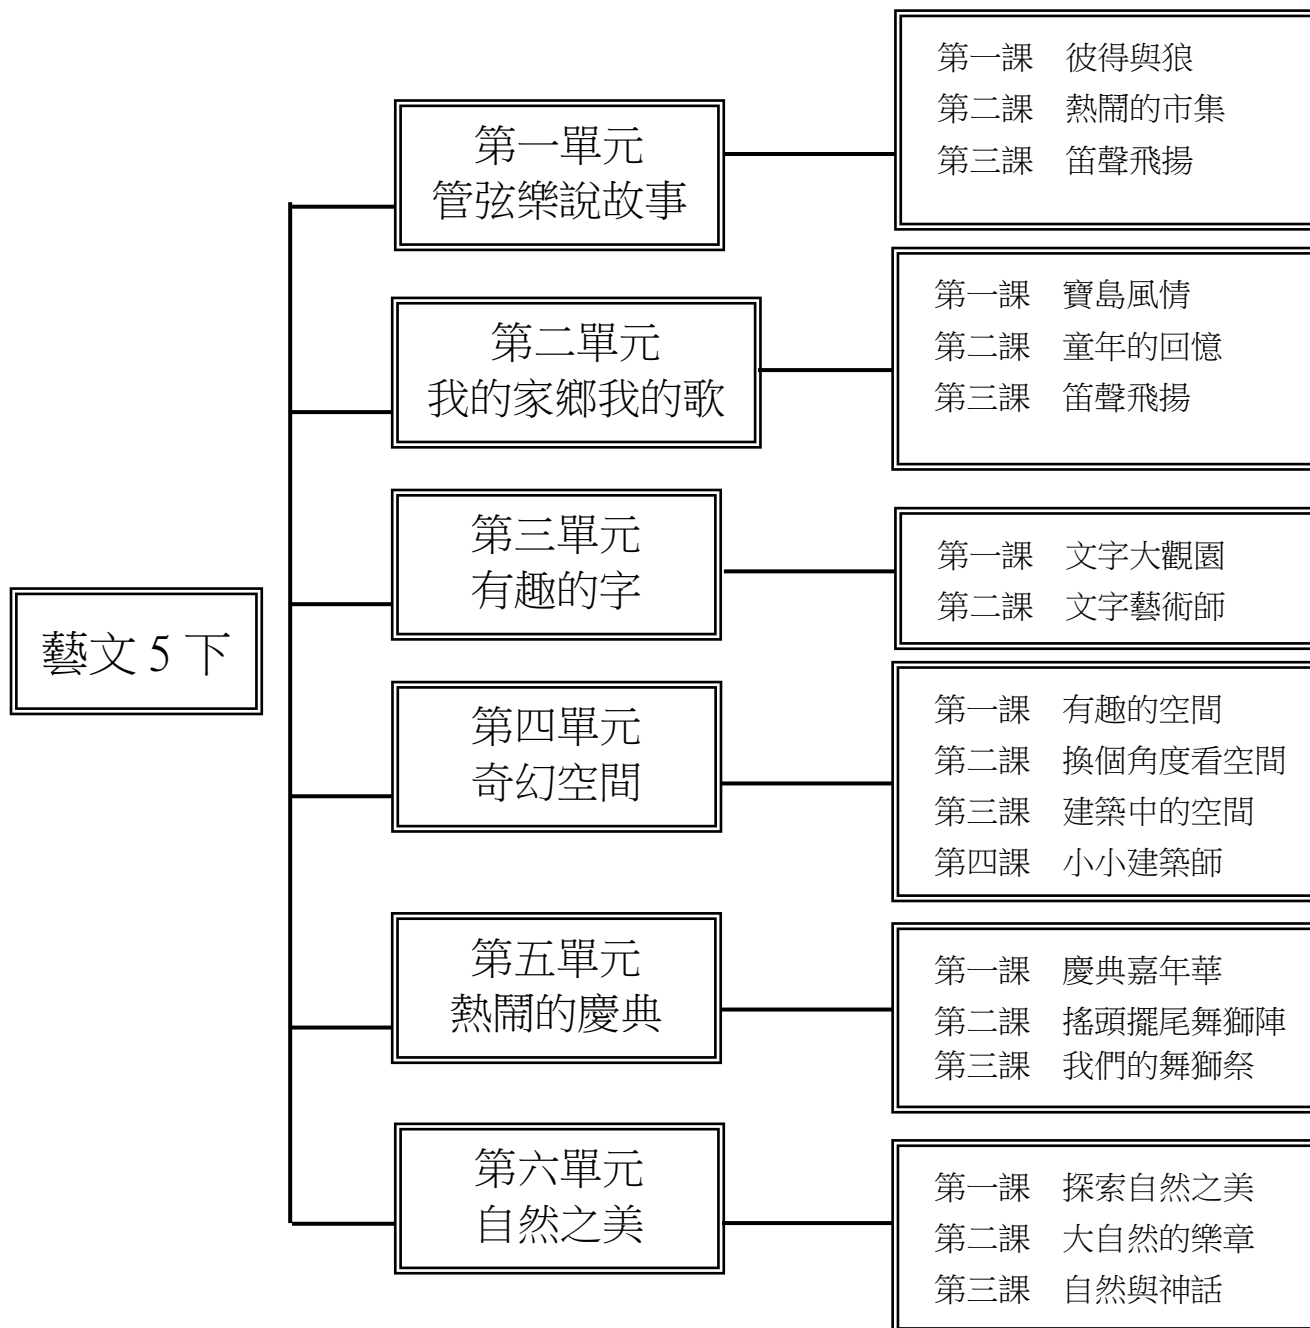 藝文 5 下
第一單元
管弦樂說故事
第一課　彼得與狼
第二課　熱鬧的市集
第三課　笛聲飛揚
第二單元
我的家鄉我的歌
第一課　寶島風情
第二課　童年的回憶
第三課　笛聲飛揚
第三單元
有趣的字
第一課　文字大觀園
第二課　文字藝術師
第四單元
奇幻空間
第一課　有趣的空間
第二課　換個角度看空間
第三課　建築中的空間
第四課　小小建築師
第五單元
熱鬧的慶典
第一課　慶典嘉年華
第二課　搖頭擺尾舞獅陣
第三課　我們的舞獅祭
第六單元
自然之美
第一課　探索自然之美
第二課　大自然的樂章
第三課　自然與神話